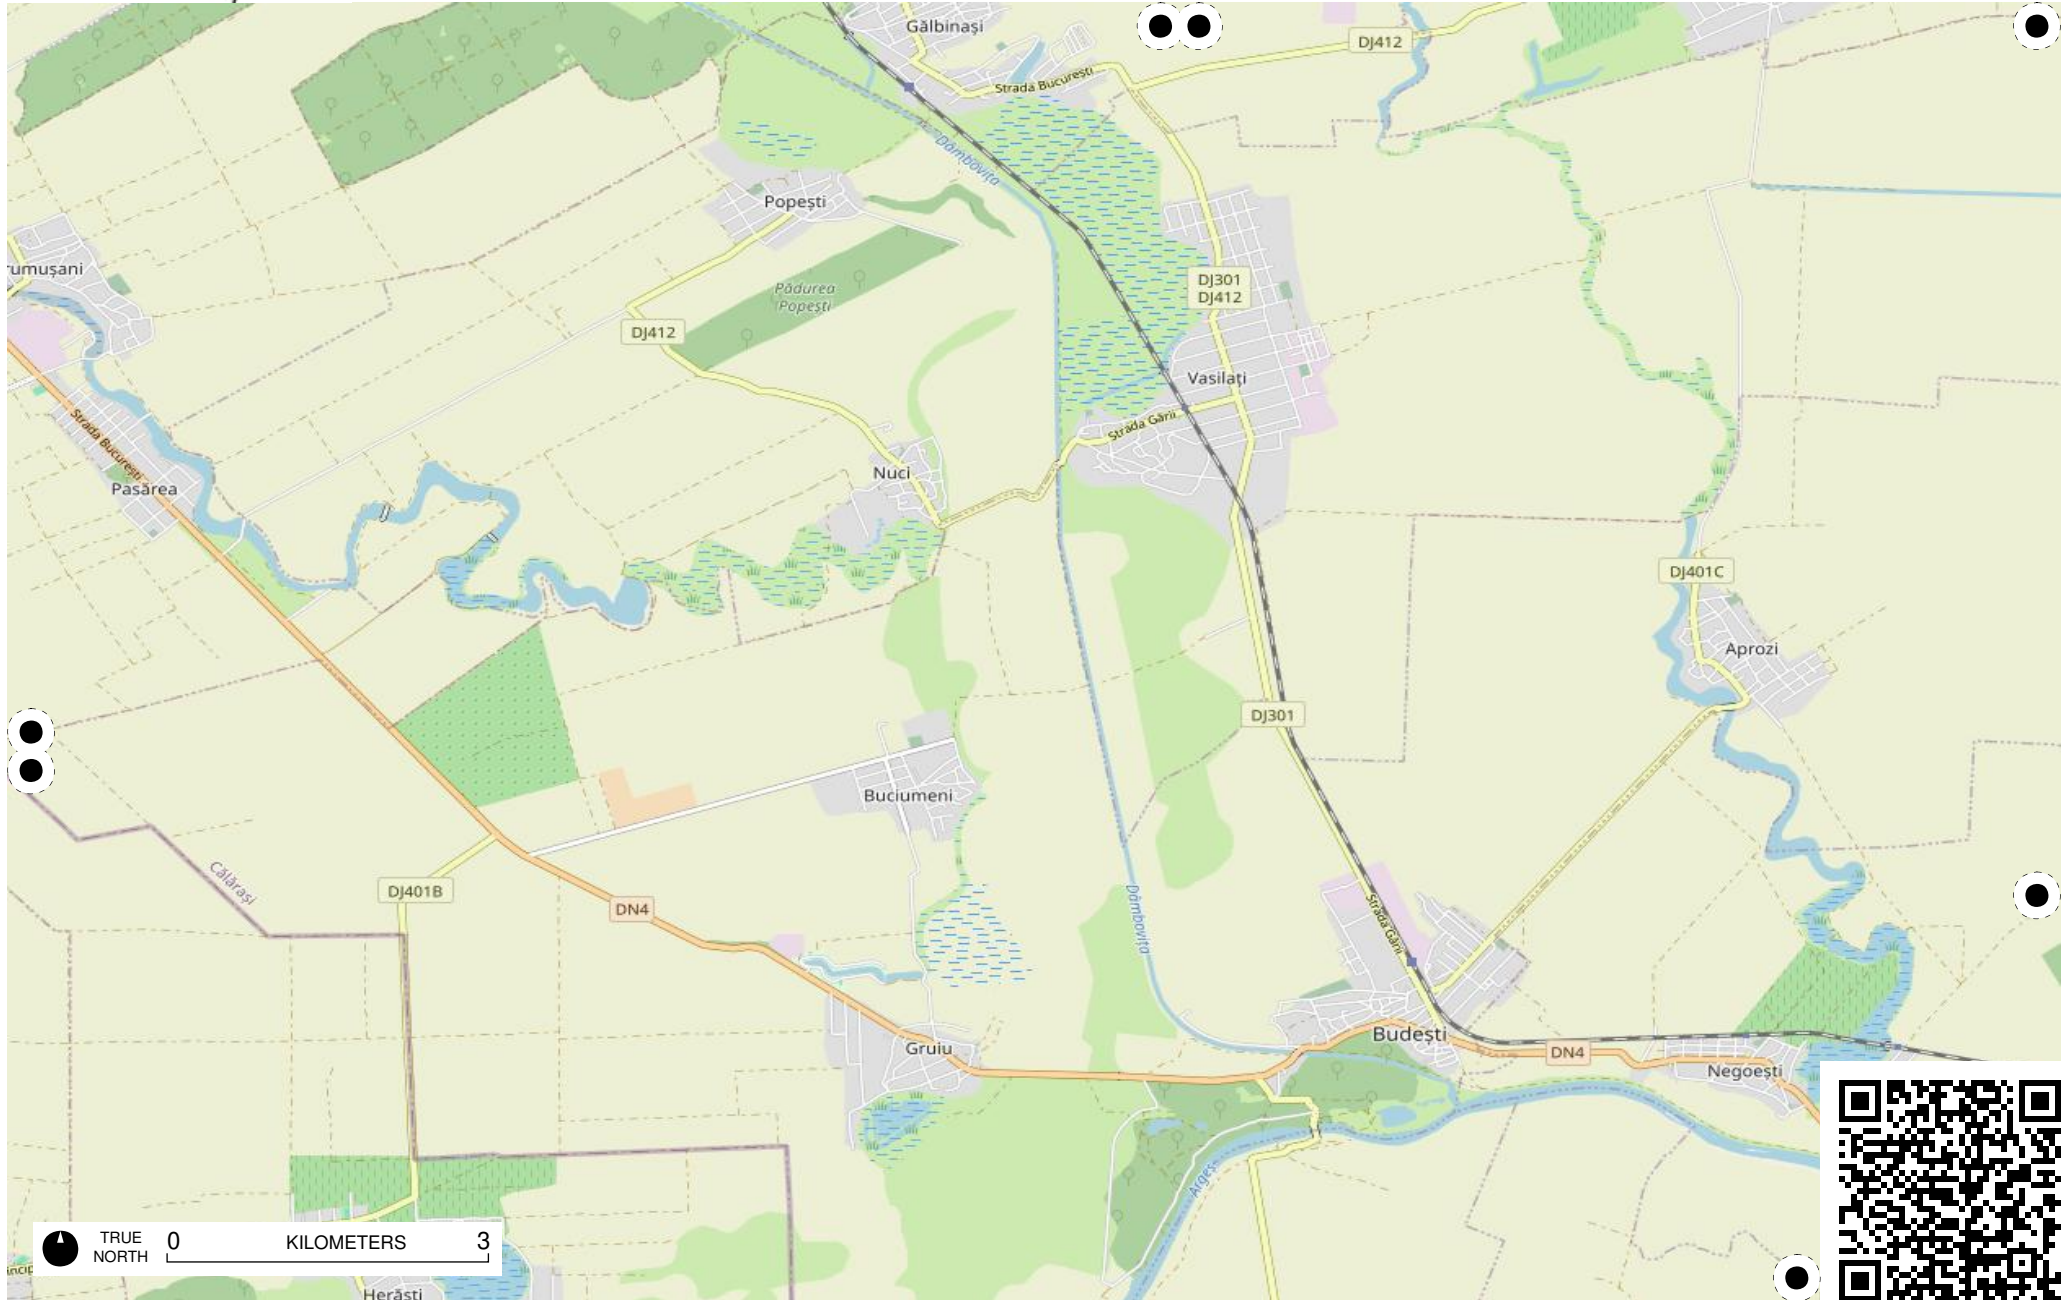 Gălbinași
DJ412
Strada București
Dâmbovița
Popești
rumușani
Pădurea
Popești
DJ301
DJ412
DJ412
Vasilați
Strada Gării
Strada București
Nuci
Pasărea
DJ401C
Aprozi
DJ301
Buciumeni
Călărași
DJ401B
DN4
Dâmbovița
Strada Gării
Budești
Gruiu
DN4
Negoești
Argeș
TRUE
NORTH
0 KILOMETERS 3
Herăști